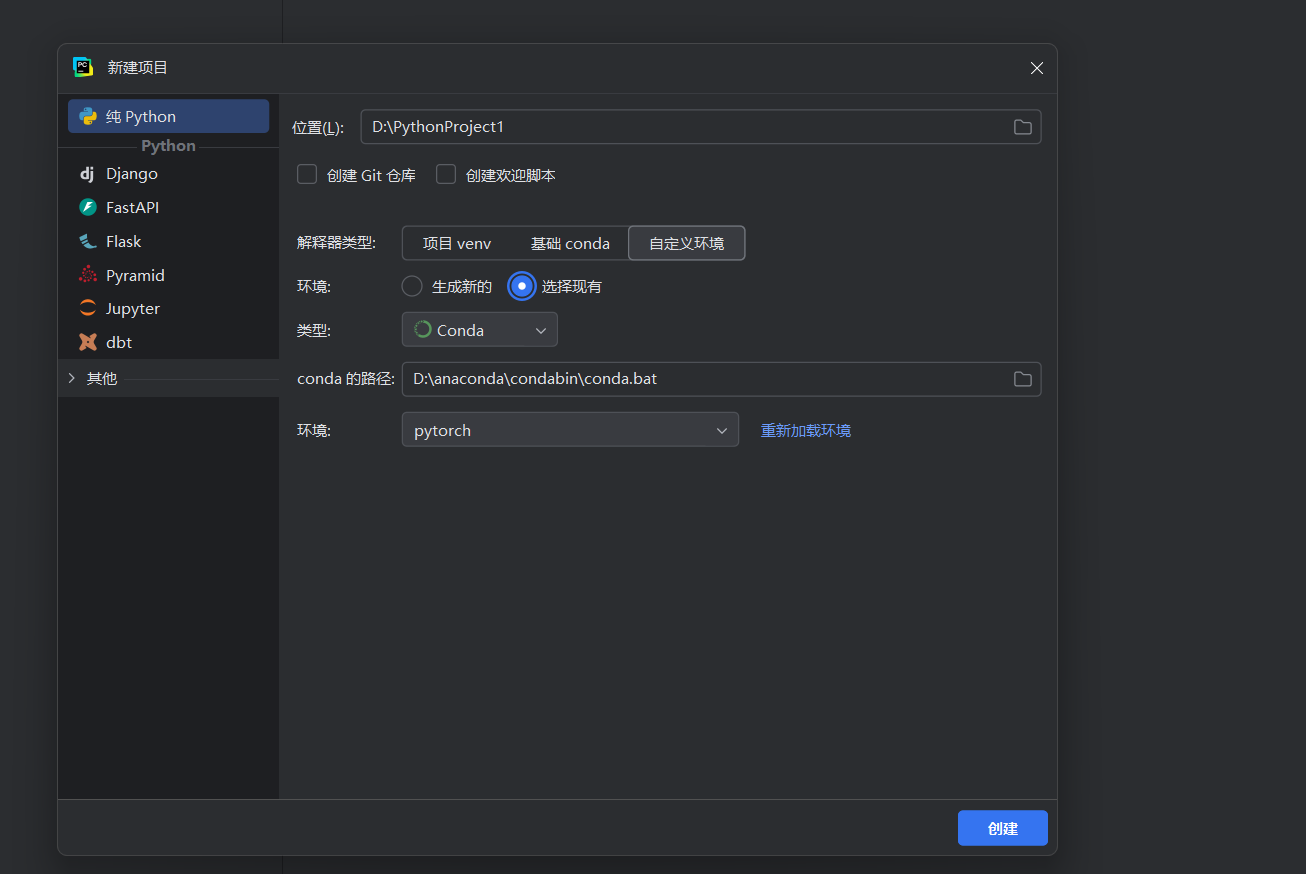 PC
新建项目
纯 Python
Python
dj Django
FastAPI
Flask
Pyramid
Jupyter
dbt
其他
位置(L): D:\PythonProject1
创建 Git 仓库 创建欢迎脚本
解释器类型: 项目 venv 基础 conda 自定义环境
环境: 生成新的 选择现有
类型: Conda
conda 的路径: D:\anaconda\condabin\conda.bat
环境: pytorch 重新加载环境
创建